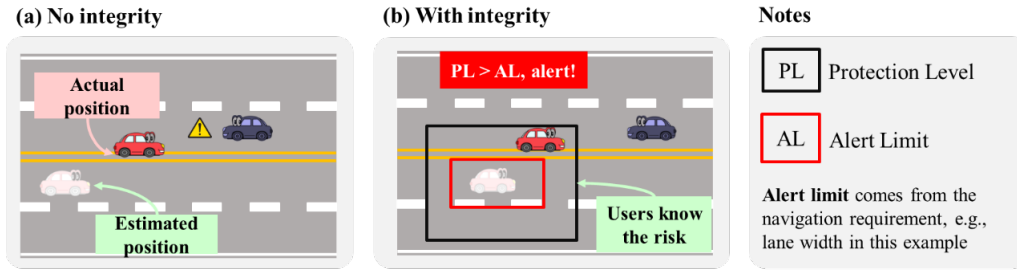 (a) No integrity
Actual
position
Estimated
position
(b) With integrity
PL > AL, alert!
Users know
the risk
Notes
PL Protection Level
AL Alert Limit
Alert limit comes from the
navigation requirement, e.g.,
lane width in this example